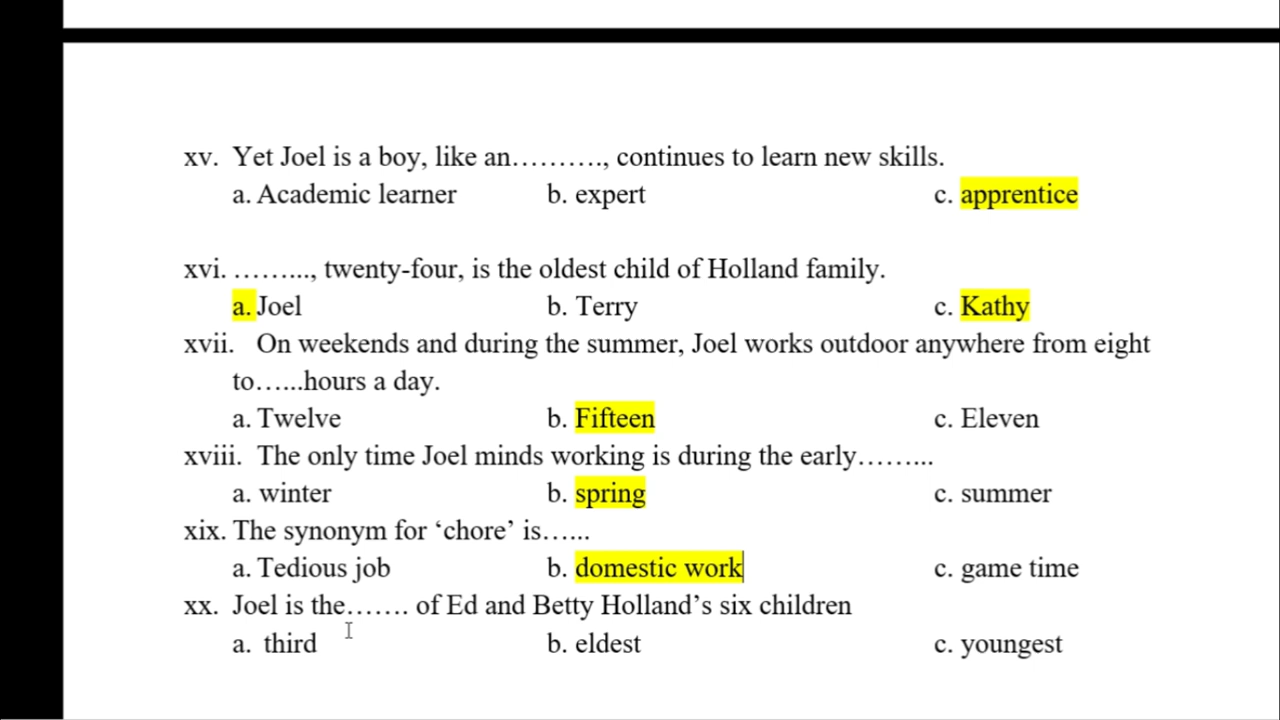 xv. Yet Joel is a boy, like an………., continues to learn new skills.
a. Academic learner b. expert c. apprentice
xvi. ……..., twenty-four, is the oldest child of Holland family.
a. Joel b. Terry c. Kathy
xvii. On weekends and during the summer, Joel works outdoor anywhere from eight
to…...hours a day.
a. Twelve b. Fifteen c. Eleven
xviii. The only time Joel minds working is during the early……...
a. winter b. spring c. summer
xix. The synonym for ‘chore’ is…...
a. Tedious job b. domestic work c. game time
xx. Joel is the……. of Ed and Betty Holland’s six children
a. third b. eldest c. youngest